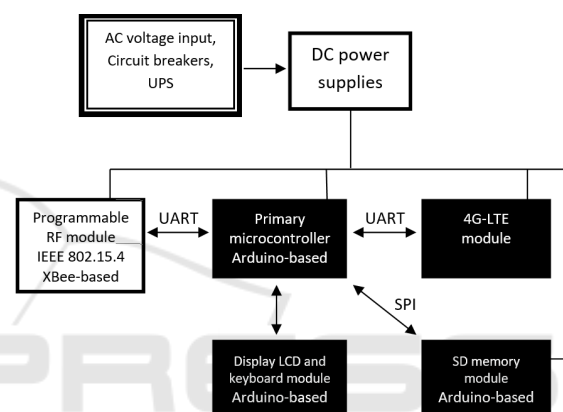 AC voltage input,
Circuit breakers,
UPS
DC power
supplies
Programmable
RF module
IEEE 802.15.4
XBee-based
UART
Primary
microcontroller
Arduino-based
UART
4G-LTE
module
SPI
Display LCD and
keyboard module
Arduino-based
SD memory
module
Arduino-based
PRESS